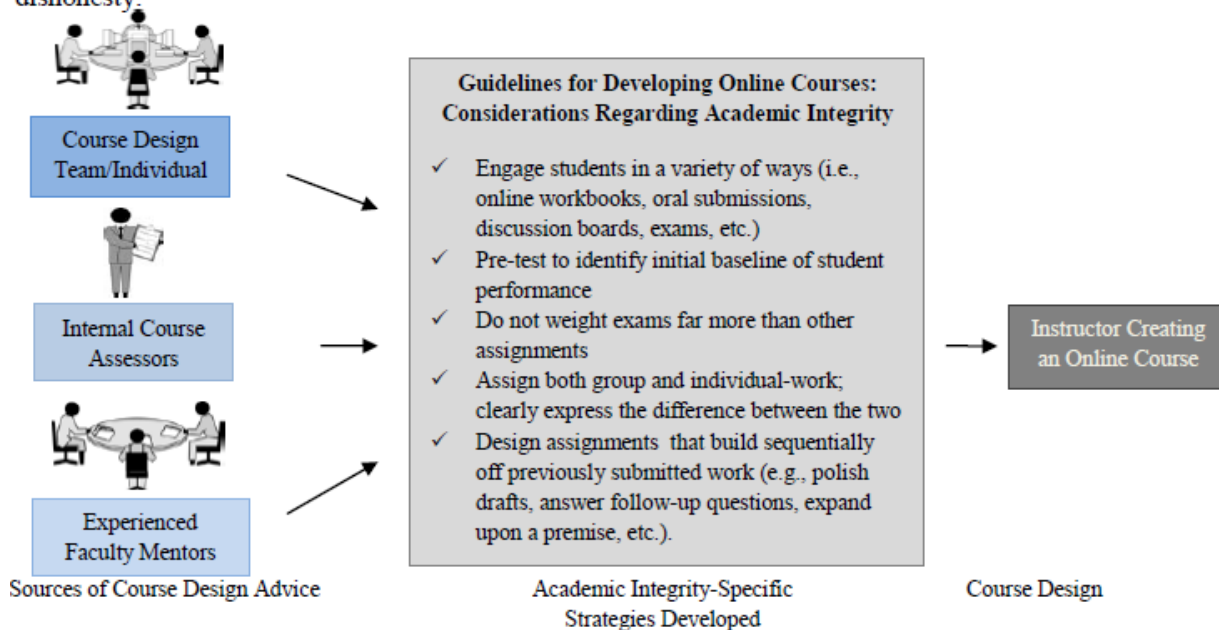 dishonesty.
Course Design
Team/Individual
Internal Course
Assessors
Experienced
Faculty Mentors
Sources of Course Design Advice
Guidelines for Developing Online Courses:
Considerations Regarding Academic Integrity
✓ Engage students in a variety of ways (i.e.,
online workbooks, oral submissions,
discussion boards, exams, etc.)
✓ Pre-test to identify initial baseline of student
performance
✓ Do not weight exams far more than other
assignments
✓ Assign both group and individual-work;
clearly express the difference between the two
✓ Design assignments that build sequentially
off previously submitted work (e.g., polish
drafts, answer follow-up questions, expand
upon a premise, etc.).
Academic Integrity-Specific
Strategies Developed
Instructor Creating
an Online Course
Course Design